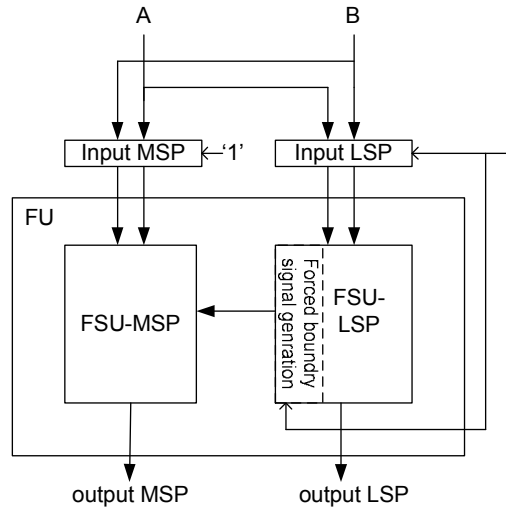 A
B
Input MSP
‘1’
Input LSP
FU
FSU-MSP
Forced boundry
signal genration
FSU-
LSP
output MSP
output LSP